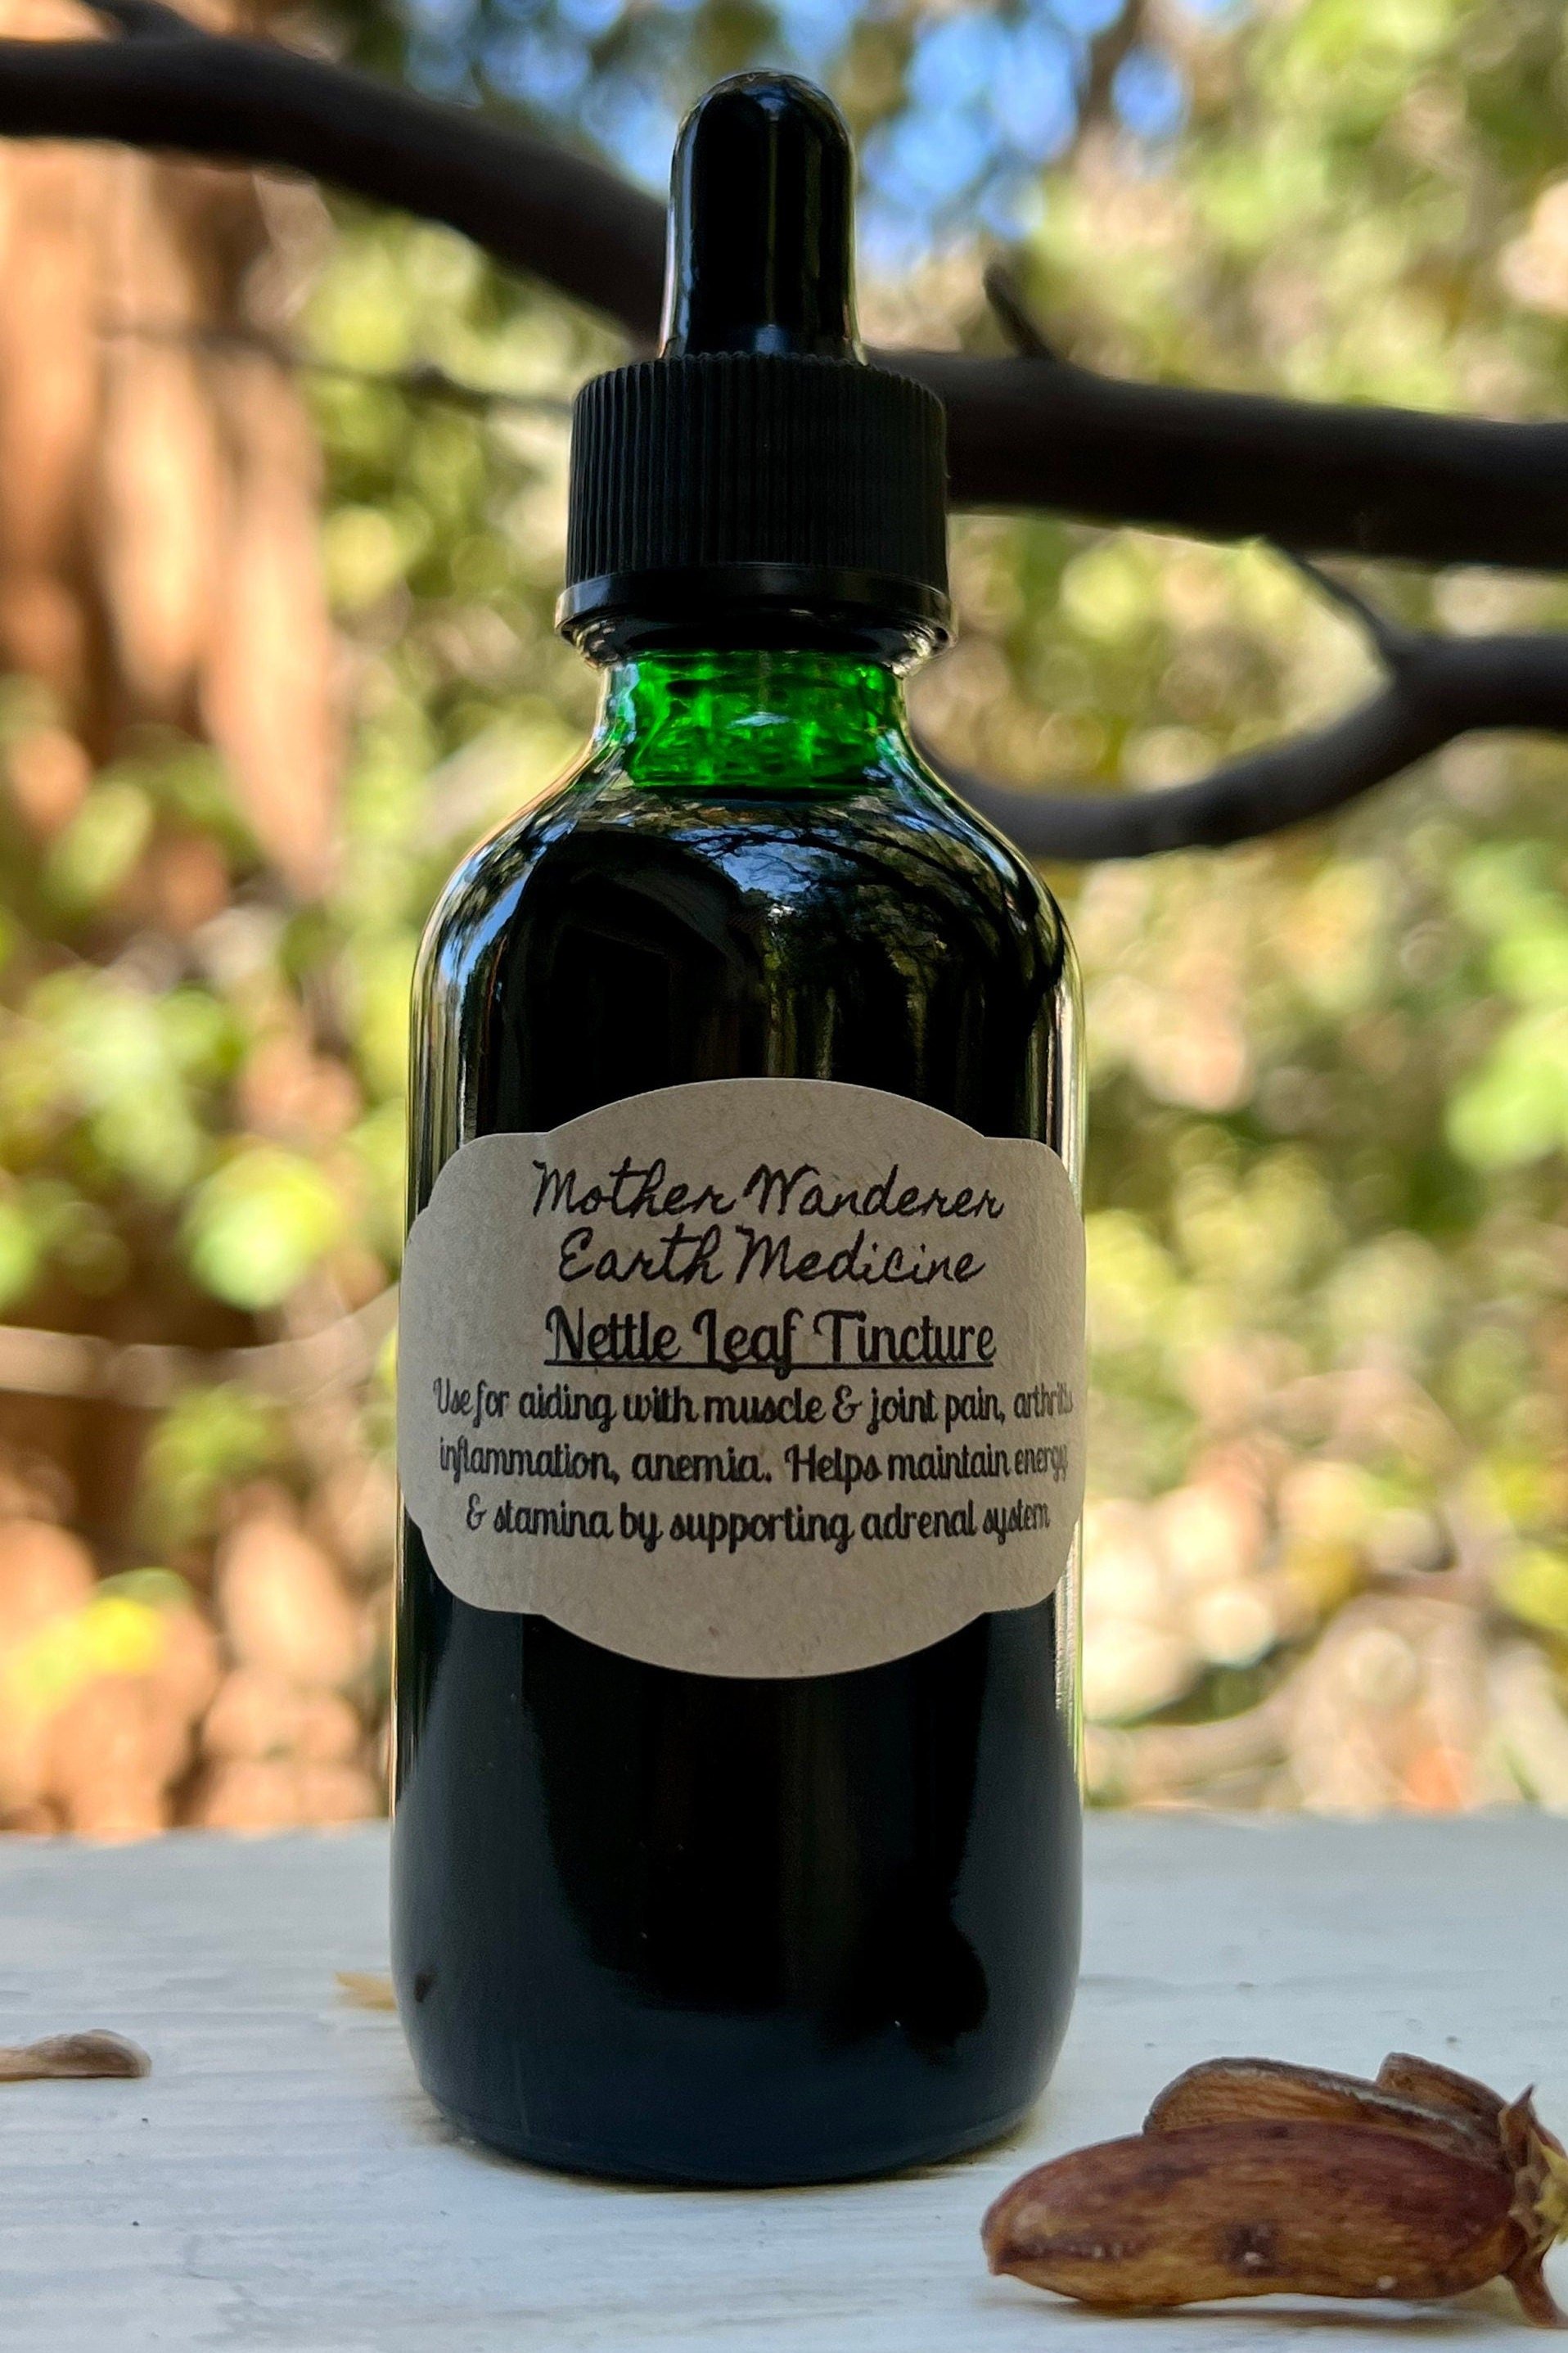 Mother Wanderer
Earth Medicine
Nettle Leaf Tincture
Use for aiding with muscle & joint pain,
inflammation, anemia. Helps maintain energy
& stamina by supporting adrenal system